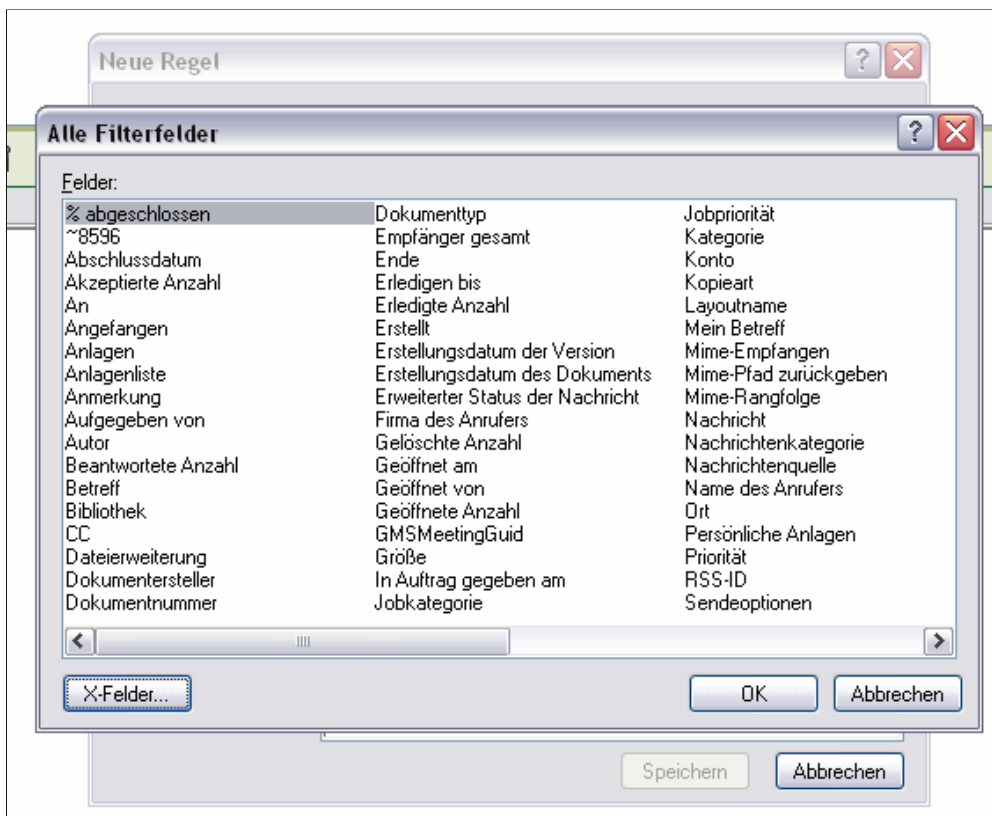 Neue Regel
Alle Filterfelder
Felder:
% abgeschlossen
~8596
Abschlussdatum
Akzeptierte Anzahl
An
Angefangen
Anlagen
Anlagenliste
Anmerkung
Aufgegeben von
Autor
Beantwortete Anzahl
Betreff
Bibliothek
CC
Dateierweiterung
Dokumentersteller
Dokumentnummer
Dokumenttyp
Empfänger gesamt
Ende
Erledigen bis
Erledigte Anzahl
Erstellt
Erstellungsdatum der Version
Erstellungsdatum des Dokuments
Erweiterter Status der Nachricht
Firma des Anrufers
Gelöschte Anzahl
Geöffnet am
Geöffnet von
Geöffnete Anzahl
GMSMeetingGuid
Größe
In Auftrag gegeben am
Jobkategorie
Jobpriorität
Kategorie
Konto
Kopieart
Layoutname
Mein Betreff
Mime-Empfangen
Mime-Pfad zurückgeben
Mime-Rangfolge
Nachricht
Nachrichtenkategorie
Nachrichtenquelle
Name des Anrufers
Ort
Persönliche Anlagen
Priorität
RSS-ID
Sendeoptionen
X-Felder...
OK
Abbrechen
Speichern
Abbrechen